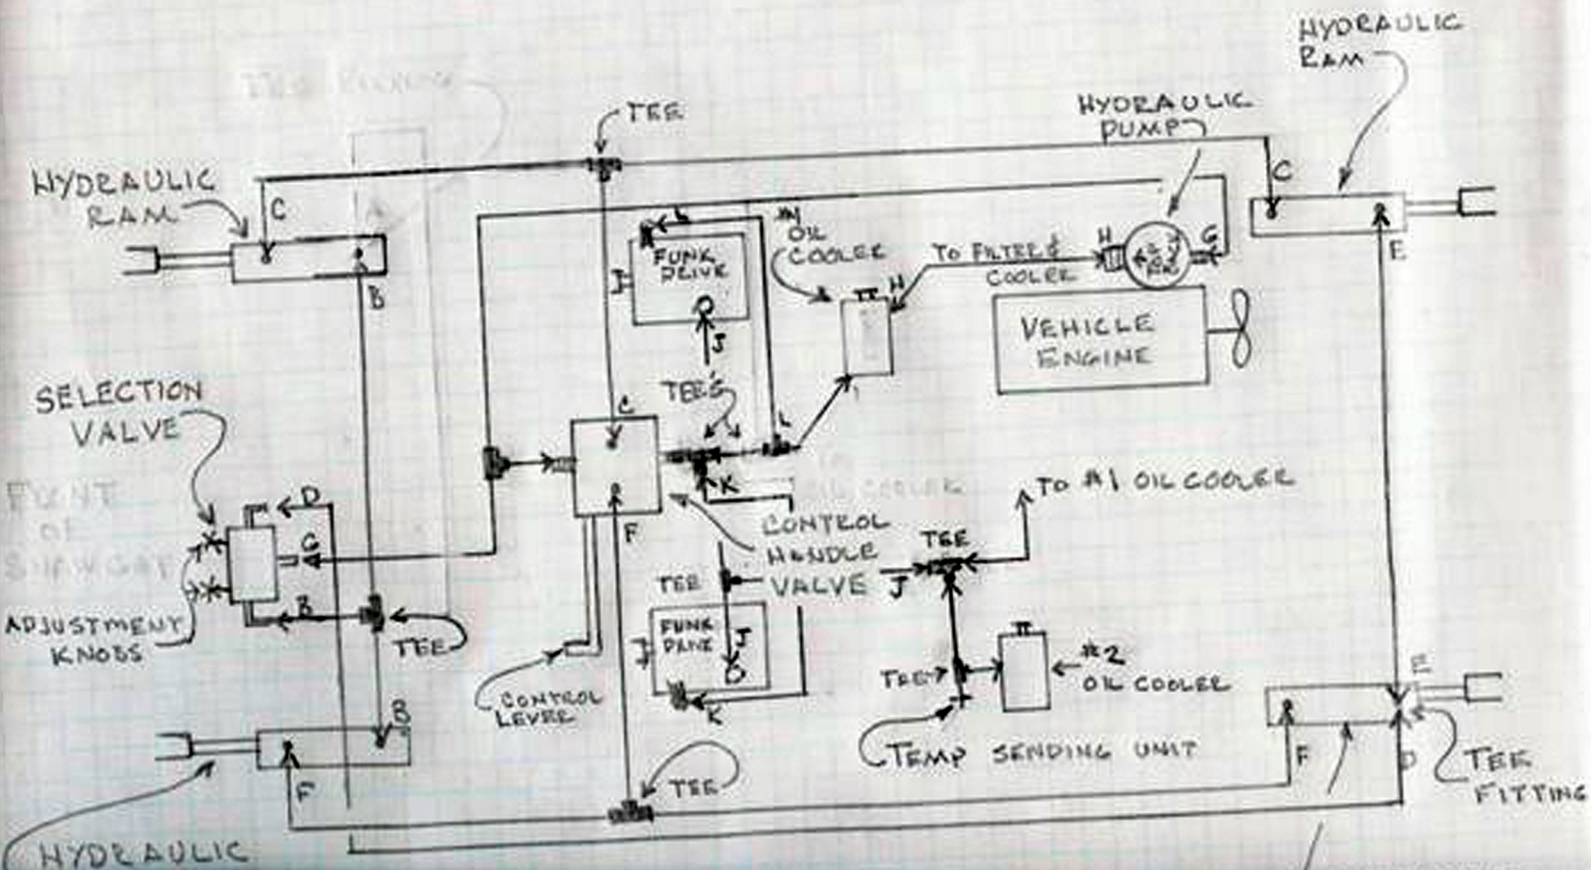 HYDRAULIC
RAM
TEE
HYDRAULIC
PUMP
HYDRAULIC
RAM
C
C
L
#1
OIL
COOLER
FUNK
DRIVE
TO FILTER &
COOLER
H
G
H
E
B
J
VEHICLE
ENGINE
SELECTION
VALVE
TEE'S
C
L
K
TO #1 OIL COOLER
D
G
F
CONTROL
HANDLE
VALVE
TEE
TEE
J
B
ADJUSTMENT
KNOBS
TEE
FUNK
DRIVE
J
K
CONTROL
LEVER
TEE
#2
OIL COOLER
E
B
TEMP SENDING UNIT
F
F
D
TEE
FITTING
TEE
HYDRAULIC